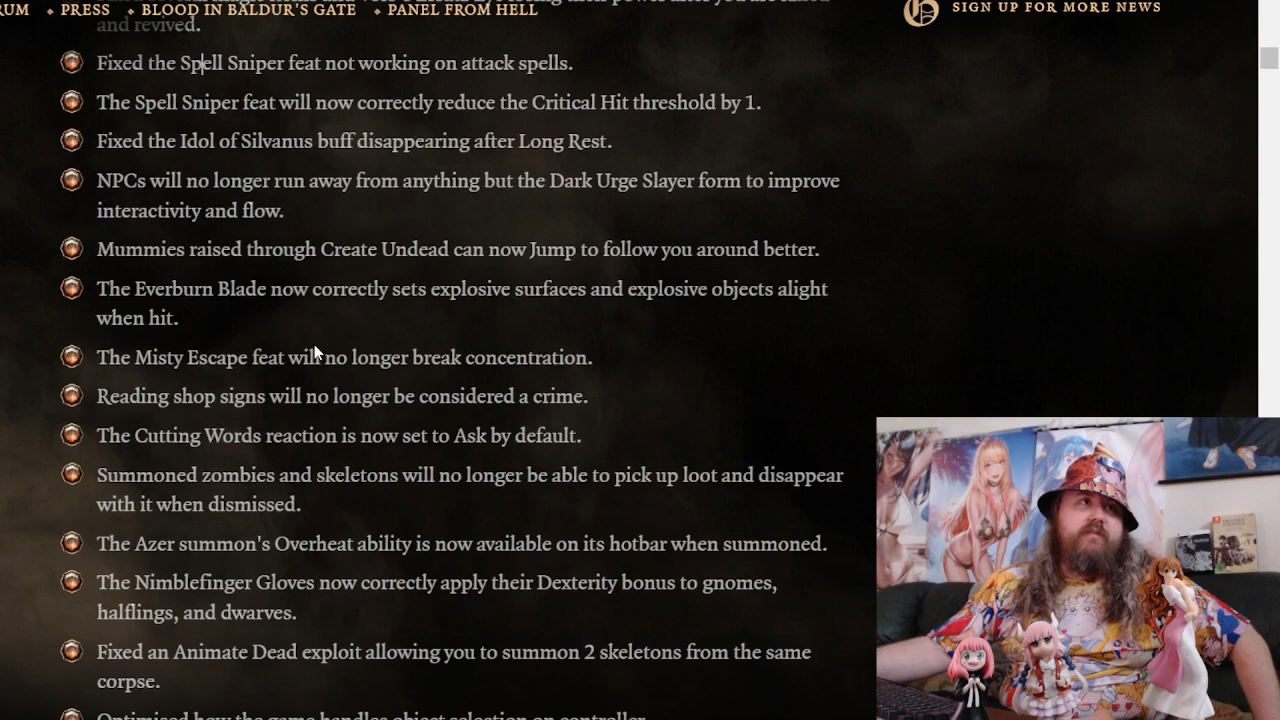 RUM ⬥ PRESS ⬥ BLOOD IN BALDUR'S GATE ⬥ PANEL FROM HELL
SIGN UP FOR MORE NEWS
and revived.
Fixed the Spell Sniper feat not working on attack spells.
The Spell Sniper feat will now correctly reduce the Critical Hit threshold by 1.
Fixed the Idol of Silvanus buff disappearing after Long Rest.
NPCs will no longer run away from anything but the Dark Urge Slayer form to improve
interactivity and flow.
Mummies raised through Create Undead can now Jump to follow you around better.
The Everburn Blade now correctly sets explosive surfaces and explosive objects alight
when hit.
The Misty Escape feat will no longer break concentration.
Reading shop signs will no longer be considered a crime.
The Cutting Words reaction is now set to Ask by default.
Summoned zombies and skeletons will no longer be able to pick up loot and disappear
with it when dismissed.
The Azer summon's Overheat ability is now available on its hotbar when summoned.
The Nimblefinger Gloves now correctly apply their Dexterity bonus to gnomes,
halflings, and dwarves.
Fixed an Animate Dead exploit allowing you to summon 2 skeletons from the same
corpse.
Optimised how the game handles object selection on controller.